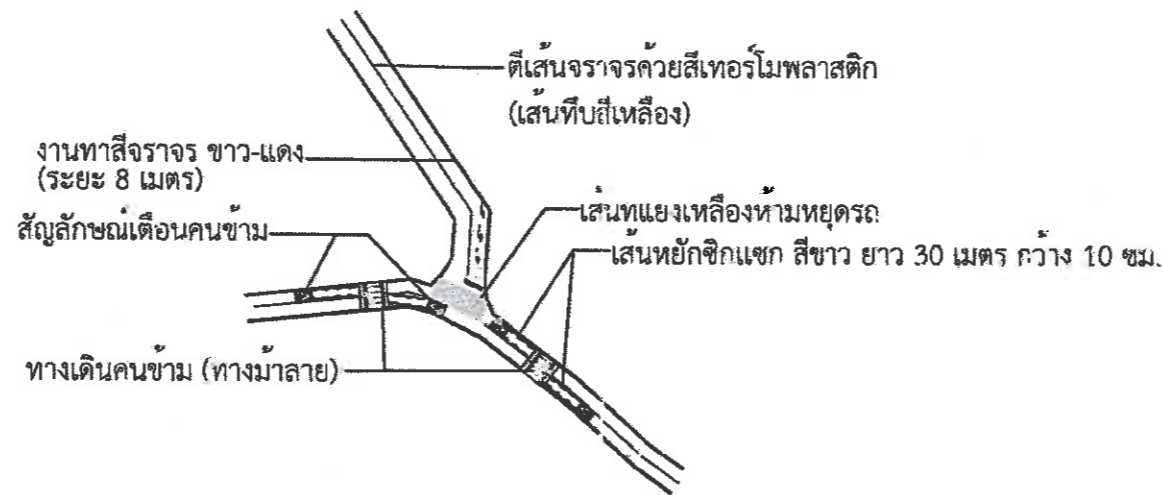 ตีเส้นจราจรด้วยสีเทอร์โมพลาสติก
(เส้นทึบสีเหลือง)
งานทาสีจราจร ขาว-แดง
(ระยะ 8 เมตร)
สัญลักษณ์เตือนคนข้าม
เส้นทแยงเหลืองห้ามหยุดรถ
เส้นหยักซิกแซก สีขาว ยาว 30 เมตร กว้าง 10 ซม.
ทางเดินคนข้าม (ทางม้าลาย)